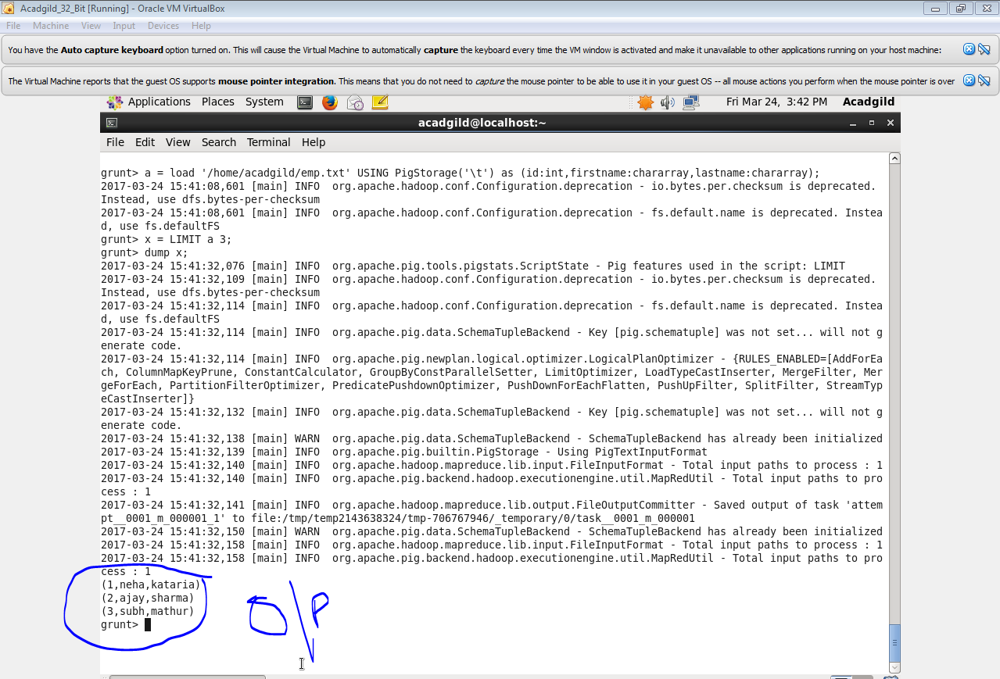 Acadgild_32_Bit [Running] - Oracle VM VirtualBox
File Machine View Input Devices Help
You have the Auto capture keyboard option turned on. This will cause the Virtual Machine to automatically capture the keyboard every time the VM window is activated and make it unavailable to other applications running on your host machine:
The Virtual Machine reports that the guest OS supports mouse pointer integration. This means that you do not need to capture the mouse pointer to be able to use it in your guest OS -- all mouse actions you perform when the mouse pointer is over
Applications Places System Fri Mar 24, 3:42 PM Acadgild
acadgild@localhost:~
File Edit View Search Terminal Help
grunt> a = load '/home/acadgild/emp.txt' USING PigStorage('\t') as (id:int,firstname:chararray,lastname:chararray);
2017-03-24 15:41:08,601 [main] INFO  org.apache.hadoop.conf.Configuration.deprecation - io.bytes.per.checksum is deprecated.
Instead, use dfs.bytes-per-checksum
2017-03-24 15:41:08,601 [main] INFO  org.apache.hadoop.conf.Configuration.deprecation - fs.default.name is deprecated. Instea
d, use fs.defaultFS
grunt> x = LIMIT a 3;
grunt> dump x;
2017-03-24 15:41:32,076 [main] INFO  org.apache.pig.tools.pigstats.ScriptState - Pig features used in the script: LIMIT
2017-03-24 15:41:32,109 [main] INFO  org.apache.hadoop.conf.Configuration.deprecation - io.bytes.per.checksum is deprecated.
Instead, use dfs.bytes-per-checksum
2017-03-24 15:41:32,114 [main] INFO  org.apache.hadoop.conf.Configuration.deprecation - fs.default.name is deprecated. Instea
d, use fs.defaultFS
2017-03-24 15:41:32,114 [main] INFO  org.apache.pig.data.SchemaTupleBackend - Key [pig.schematuple] was not set... will not g
enerate code.
2017-03-24 15:41:32,114 [main] INFO  org.apache.pig.newplan.logical.optimizer.LogicalPlanOptimizer - {RULES_ENABLED=[AddForEa
ch, ColumnMapKeyPrune, ConstantCalculator, GroupByConstParallelSetter, LimitOptimizer, LoadTypeCastInserter, MergeFilter, Mer
geForEach, PartitionFilterOptimizer, PredicatePushdownOptimizer, PushDownForEachFlatten, PushUpFilter, SplitFilter, StreamTyp
eCastInserter]}
2017-03-24 15:41:32,132 [main] INFO  org.apache.pig.data.SchemaTupleBackend - Key [pig.schematuple] was not set... will not g
enerate code.
2017-03-24 15:41:32,138 [main] WARN  org.apache.pig.data.SchemaTupleBackend - SchemaTupleBackend has already been initialized
2017-03-24 15:41:32,139 [main] INFO  org.apache.pig.builtin.PigStorage - Using PigTextInputFormat
2017-03-24 15:41:32,140 [main] INFO  org.apache.hadoop.mapreduce.lib.input.FileInputFormat - Total input paths to process : 1
2017-03-24 15:41:32,140 [main] INFO  org.apache.pig.backend.hadoop.executionengine.util.MapRedUtil - Total input paths to pro
cess : 1
2017-03-24 15:41:32,141 [main] INFO  org.apache.hadoop.mapreduce.lib.output.FileOutputCommitter - Saved output of task 'attem
pt__0001_m_000001_1' to file:/tmp/temp2143638324/tmp-706767946/_temporary/0/task__0001_m_000001
2017-03-24 15:41:32,150 [main] WARN  org.apache.pig.data.SchemaTupleBackend - SchemaTupleBackend has already been initialized
2017-03-24 15:41:32,158 [main] INFO  org.apache.hadoop.mapreduce.lib.input.FileInputFormat - Total input paths to process : 1
2017-03-24 15:41:32,158 [main] INFO  org.apache.pig.backend.hadoop.executionengine.util.MapRedUtil - Total input paths to pro
cess : 1
(1,neha,kataria)
(2,ajay,sharma)
(3,subh,mathur)
grunt>
O/P